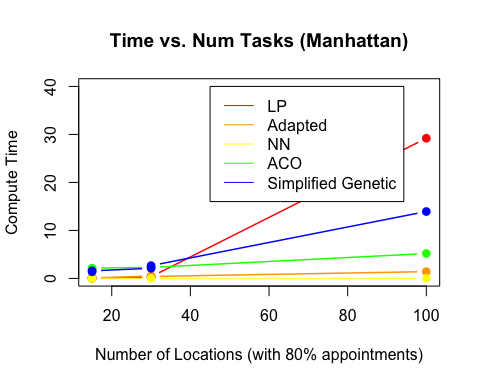 Time vs. Num Tasks (Manhattan)
40
30
20
10
0
Compute Time
LP
Adapted
NN
ACO
Simplified Genetic
20 40 60 80 100
Number of Locations (with 80% appointments)